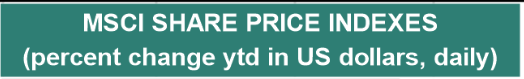 MSCI SHARE PRICE INDEXES
(percent change ytd in US dollars, daily)